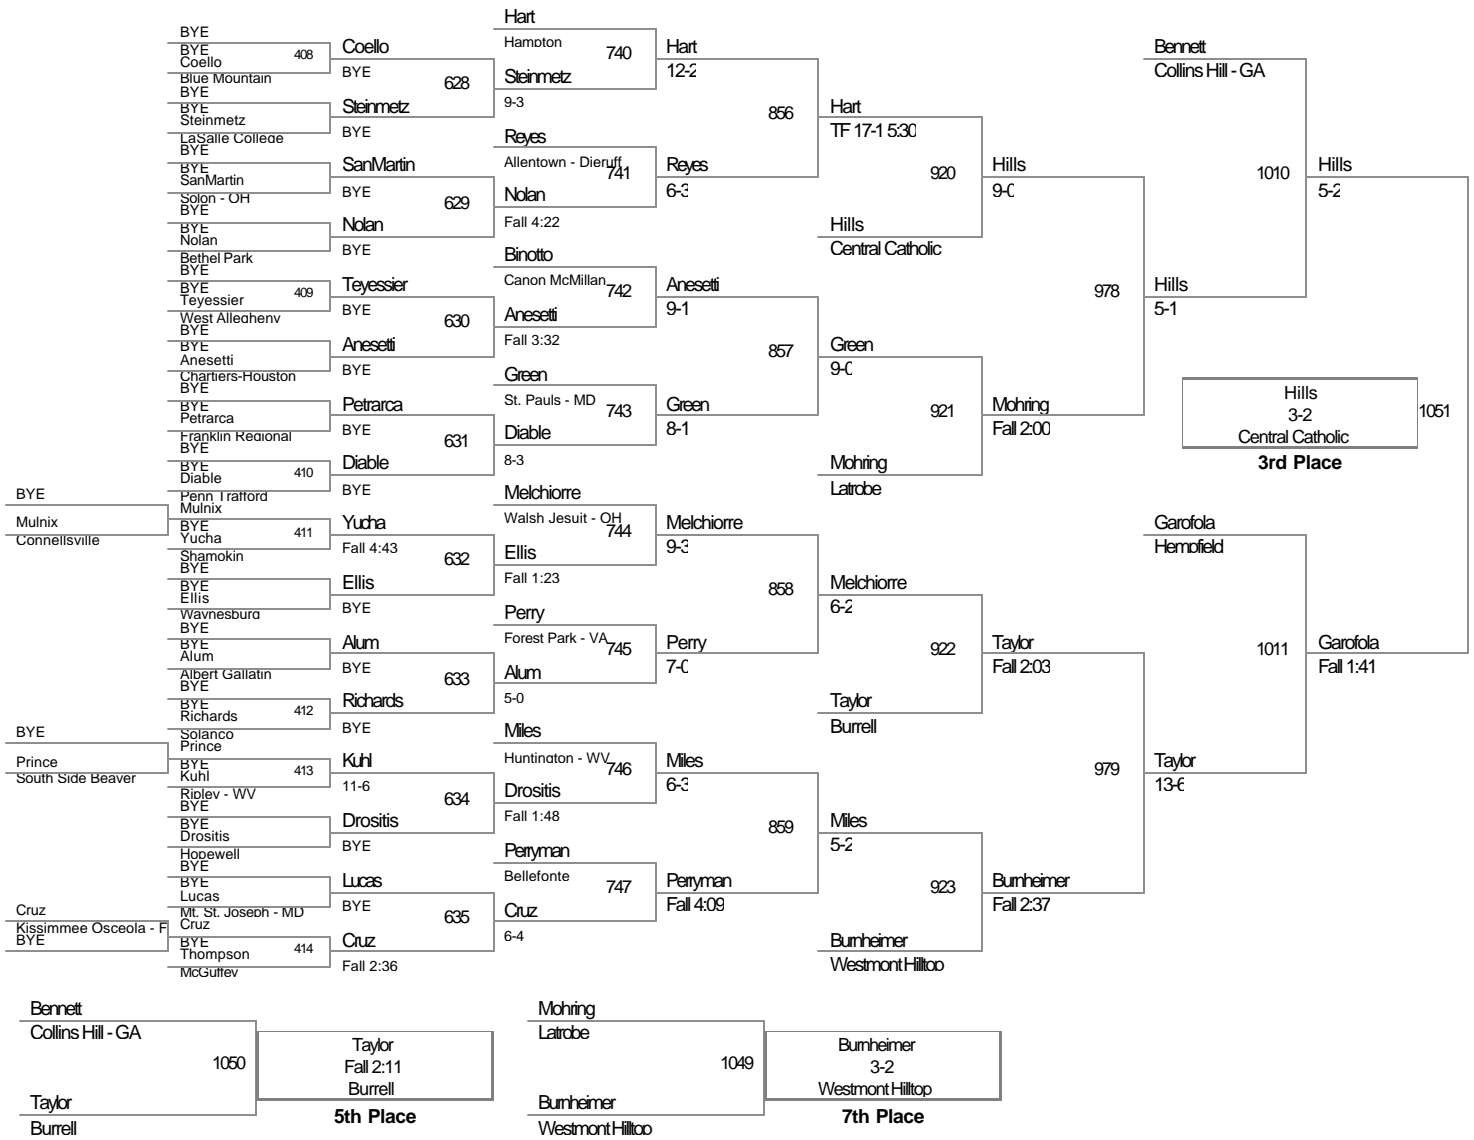 BYE
BYE
408
Coello
Blue Mountain
BYE
BYE
Steinmetz
LaSalle College
BYE
BYE
SanMartin
Solon - OH
BYE
BYE
Nolan
Bethel Park
BYE
BYE
409
Teyessier
West Allegheny
BYE
BYE
Anesetti
Chartiers-Houston
BYE
BYE
Petrarca
Franklin Regional
BYE
BYE
410
Diable
Penn Trafford
BYE
Mulnix
Connellsville
Mulnix
BYE
411
Yucha
Shamokin
BYE
BYE
Ellis
Waynesburg
BYE
BYE
Alum
Albert Gallatin
BYE
BYE
412
Richards
Solanco
BYE
Prince
South Side Beaver
Prince
BYE
413
Kuhl
Ripley - WV
BYE
BYE
Drositis
Hopewell
BYE
BYE
Lucas
Mt. St. Joseph - MD
Cruz
Kissimmee Osceola - F
BYE
Cruz
BYE
414
Thompson
McGuffey
Coello
BYE
628
Steinmetz
BYE
SanMartin
BYE
629
Nolan
BYE
Teyessier
BYE
630
Anesetti
BYE
Petrarca
BYE
631
Diable
BYE
Yucha
Fall 4:43
632
Ellis
BYE
Alum
BYE
633
Richards
BYE
Kuhl
11-6
634
Drositis
BYE
Lucas
BYE
635
Cruz
Fall 2:36
Hart
Hampton
740
Steinmetz
9-3
Reyes
Allentown - Dieruff
741
Nolan
Fall 4:22
Binotto
Canon McMillan
742
Anesetti
Fall 3:32
Green
St. Pauls - MD
743
Diable
8-3
Melchiorre
Walsh Jesuit - OH
744
Ellis
Fall 1:23
Perry
Forest Park - VA
745
Alum
5-0
Miles
Huntington - WV
746
Drositis
Fall 1:48
Perryman
Bellefonte
747
Cruz
6-4
Hart
12-2
856
Reyes
6-3
Anesetti
9-1
857
Green
8-1
Melchiorre
9-3
858
Perry
7-0
Miles
6-3
859
Perryman
Fall 4:09
Hart
TF 17-1 5:30
920
Hills
Central Catholic
Green
9-0
921
Mohring
Latrobe
Melchiorre
6-2
922
Taylor
Burrell
Miles
5-2
923
Burnheimer
Westmont Hilltop
Hills
9-0
978
Mohring
Fall 2:00
Taylor
Fall 2:03
979
Burnheimer
Fall 2:37
Bennett
Collins Hill - GA
1010
Hills
5-1
Garofola
Hempfield
1011
Taylor
13-6
Hills
5-2
Garofola
Fall 1:41
Hills
3-2
Central Catholic
1051
3rd Place
Bennett
Collins Hill - GA
1050
Taylor
Burrell
Taylor
Fall 2:11
Burrell
5th Place
Mohring
Latrobe
1049
Burnheimer
Westmont Hilltop
Burnheimer
3-2
Westmont Hilltop
7th Place